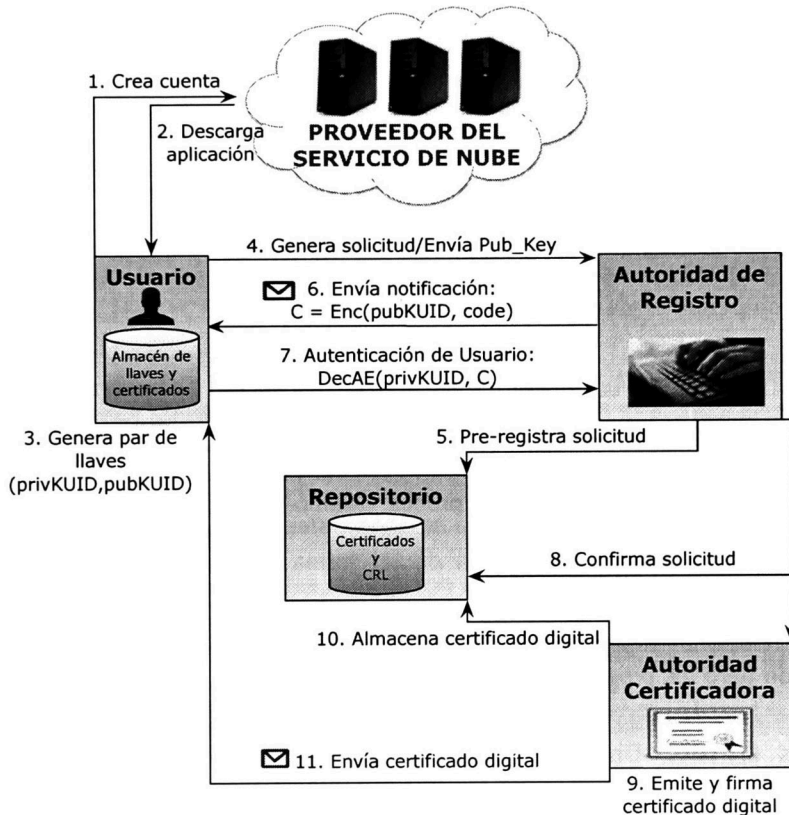 1. Crea cuenta
2. Descarga
aplicación
PROVEEDOR DEL
SERVICIO DE NUBE
4. Genera solicitud/Envía Pub_Key
Usuario
Almacén de
llaves y
certificados
6. Envía notificación:
C = Enc(pubKUID, code)
7. Autenticación de Usuario:
DecAE(privKUID, C)
Autoridad de
Registro
3. Genera par de
llaves
(privKUID,pubKUID)
5. Pre-registra solicitud
Repositorio
Certificados
y
CRL
8. Confirma solicitud
10. Almacena certificado digital
Autoridad
Certificadora
11. Envía certificado digital
9. Emite y firma
certificado digital